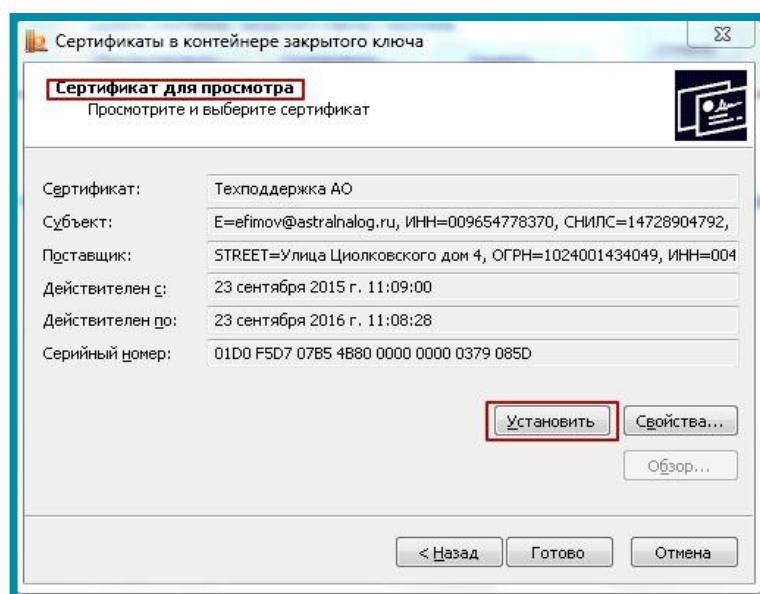 Сертификаты в контейнере закрытого ключа
Сертификат для просмотра
Просмотрите и выберите сертификат
Сертификат: Техподдержка АО
Субъект: E=efimov@astralnalog.ru, ИНН=009654778370, СНИЛС=14728904792,
Поставщик: STREET=Улица Циолковского дом 4, ОГРН=1024001434049, ИНН=004
Действителен с: 23 сентября 2015 г. 11:09:00
Действителен по: 23 сентября 2016 г. 11:08:28
Серийный номер: 01D0 F5D7 07B5 4B80 0000 0000 0379 085D
Установить Свойства...
Обзор...
< Назад Готово Отмена